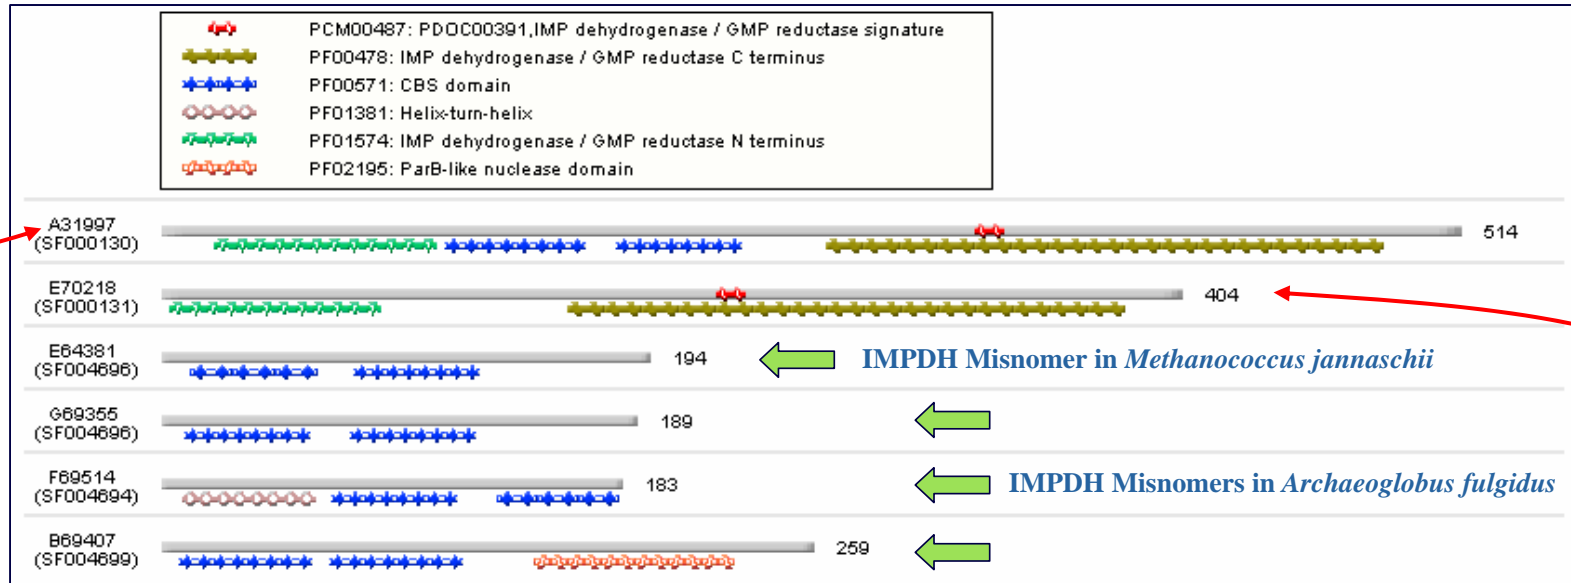 PCM00487: PDOC00391,IMP dehydrogenase / GMP reductase signature
PF00478: IMP dehydrogenase / GMP reductase C terminus
PF00571: CBS domain
PF01381: Helix-turn-helix
PF01574: IMP dehydrogenase / GMP reductase N terminus
PF02195: ParB-like nuclease domain
A31997
(SF000130)
514
E70218
(SF000131)
404
E64381
(SF004696)
194
IMPDH Misnomer in Methanococcus jannaschii
G69355
(SF004696)
189
F69514
(SF004694)
183
IMPDH Misnomers in Archaeoglobus fulgidus
B69407
(SF004699)
259